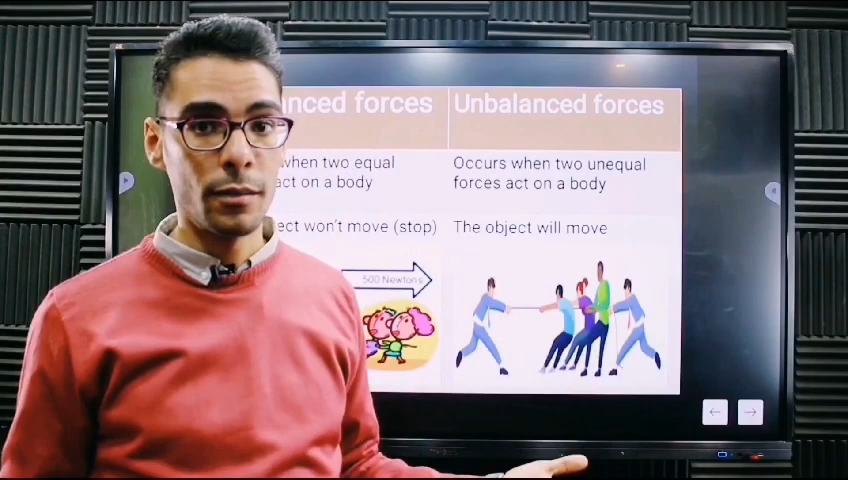 anced forces
when two equal
act on a body
ect won't move (stop)
500 Newtons
Unbalanced forces
Occurs when two unequal
forces act on a body
The object will move